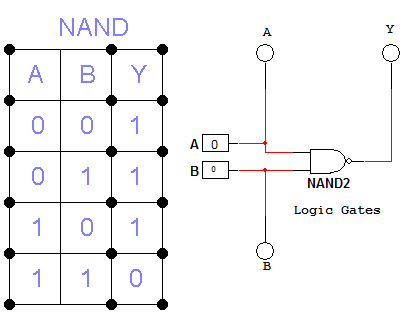 NAND
A B Y
0 0 1
0 1 1
1 0 1
1 1 0
A
Y
A 0
B 0
NAND2
Logic Gates
B